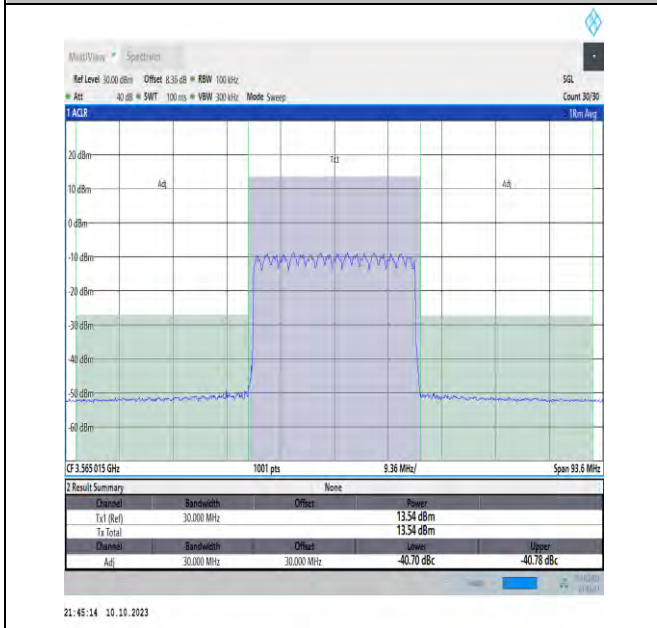 MultiView Spectrum
Ref Level 30.00 dBm Offset 8.36 dB RBW 100 kHz SGL
Att 40 dB SWT 100 ms VBW 300 kHz Mode Sweep Count 30/30
1 ACLR 1Rm Avg
20 dBm
Tx1
Adj Adj
10 dBm
0 dBm
-10 dBm
-20 dBm
-30 dBm
-40 dBm
-50 dBm
-60 dBm
CF 3.565 015 GHz 1001 pts 9.36 MHz/ Span 93.6 MHz
2 Result Summary None
Channel Bandwidth Offset Power
Tx1 (Ref) 30.000 MHz 13.54 dBm
Tx Total 13.54 dBm
Channel Bandwidth Offset Lower Upper
Adj 30.000 MHz 30.000 MHz -40.70 dBc -40.78 dBc
21:45:14 10.10.2023